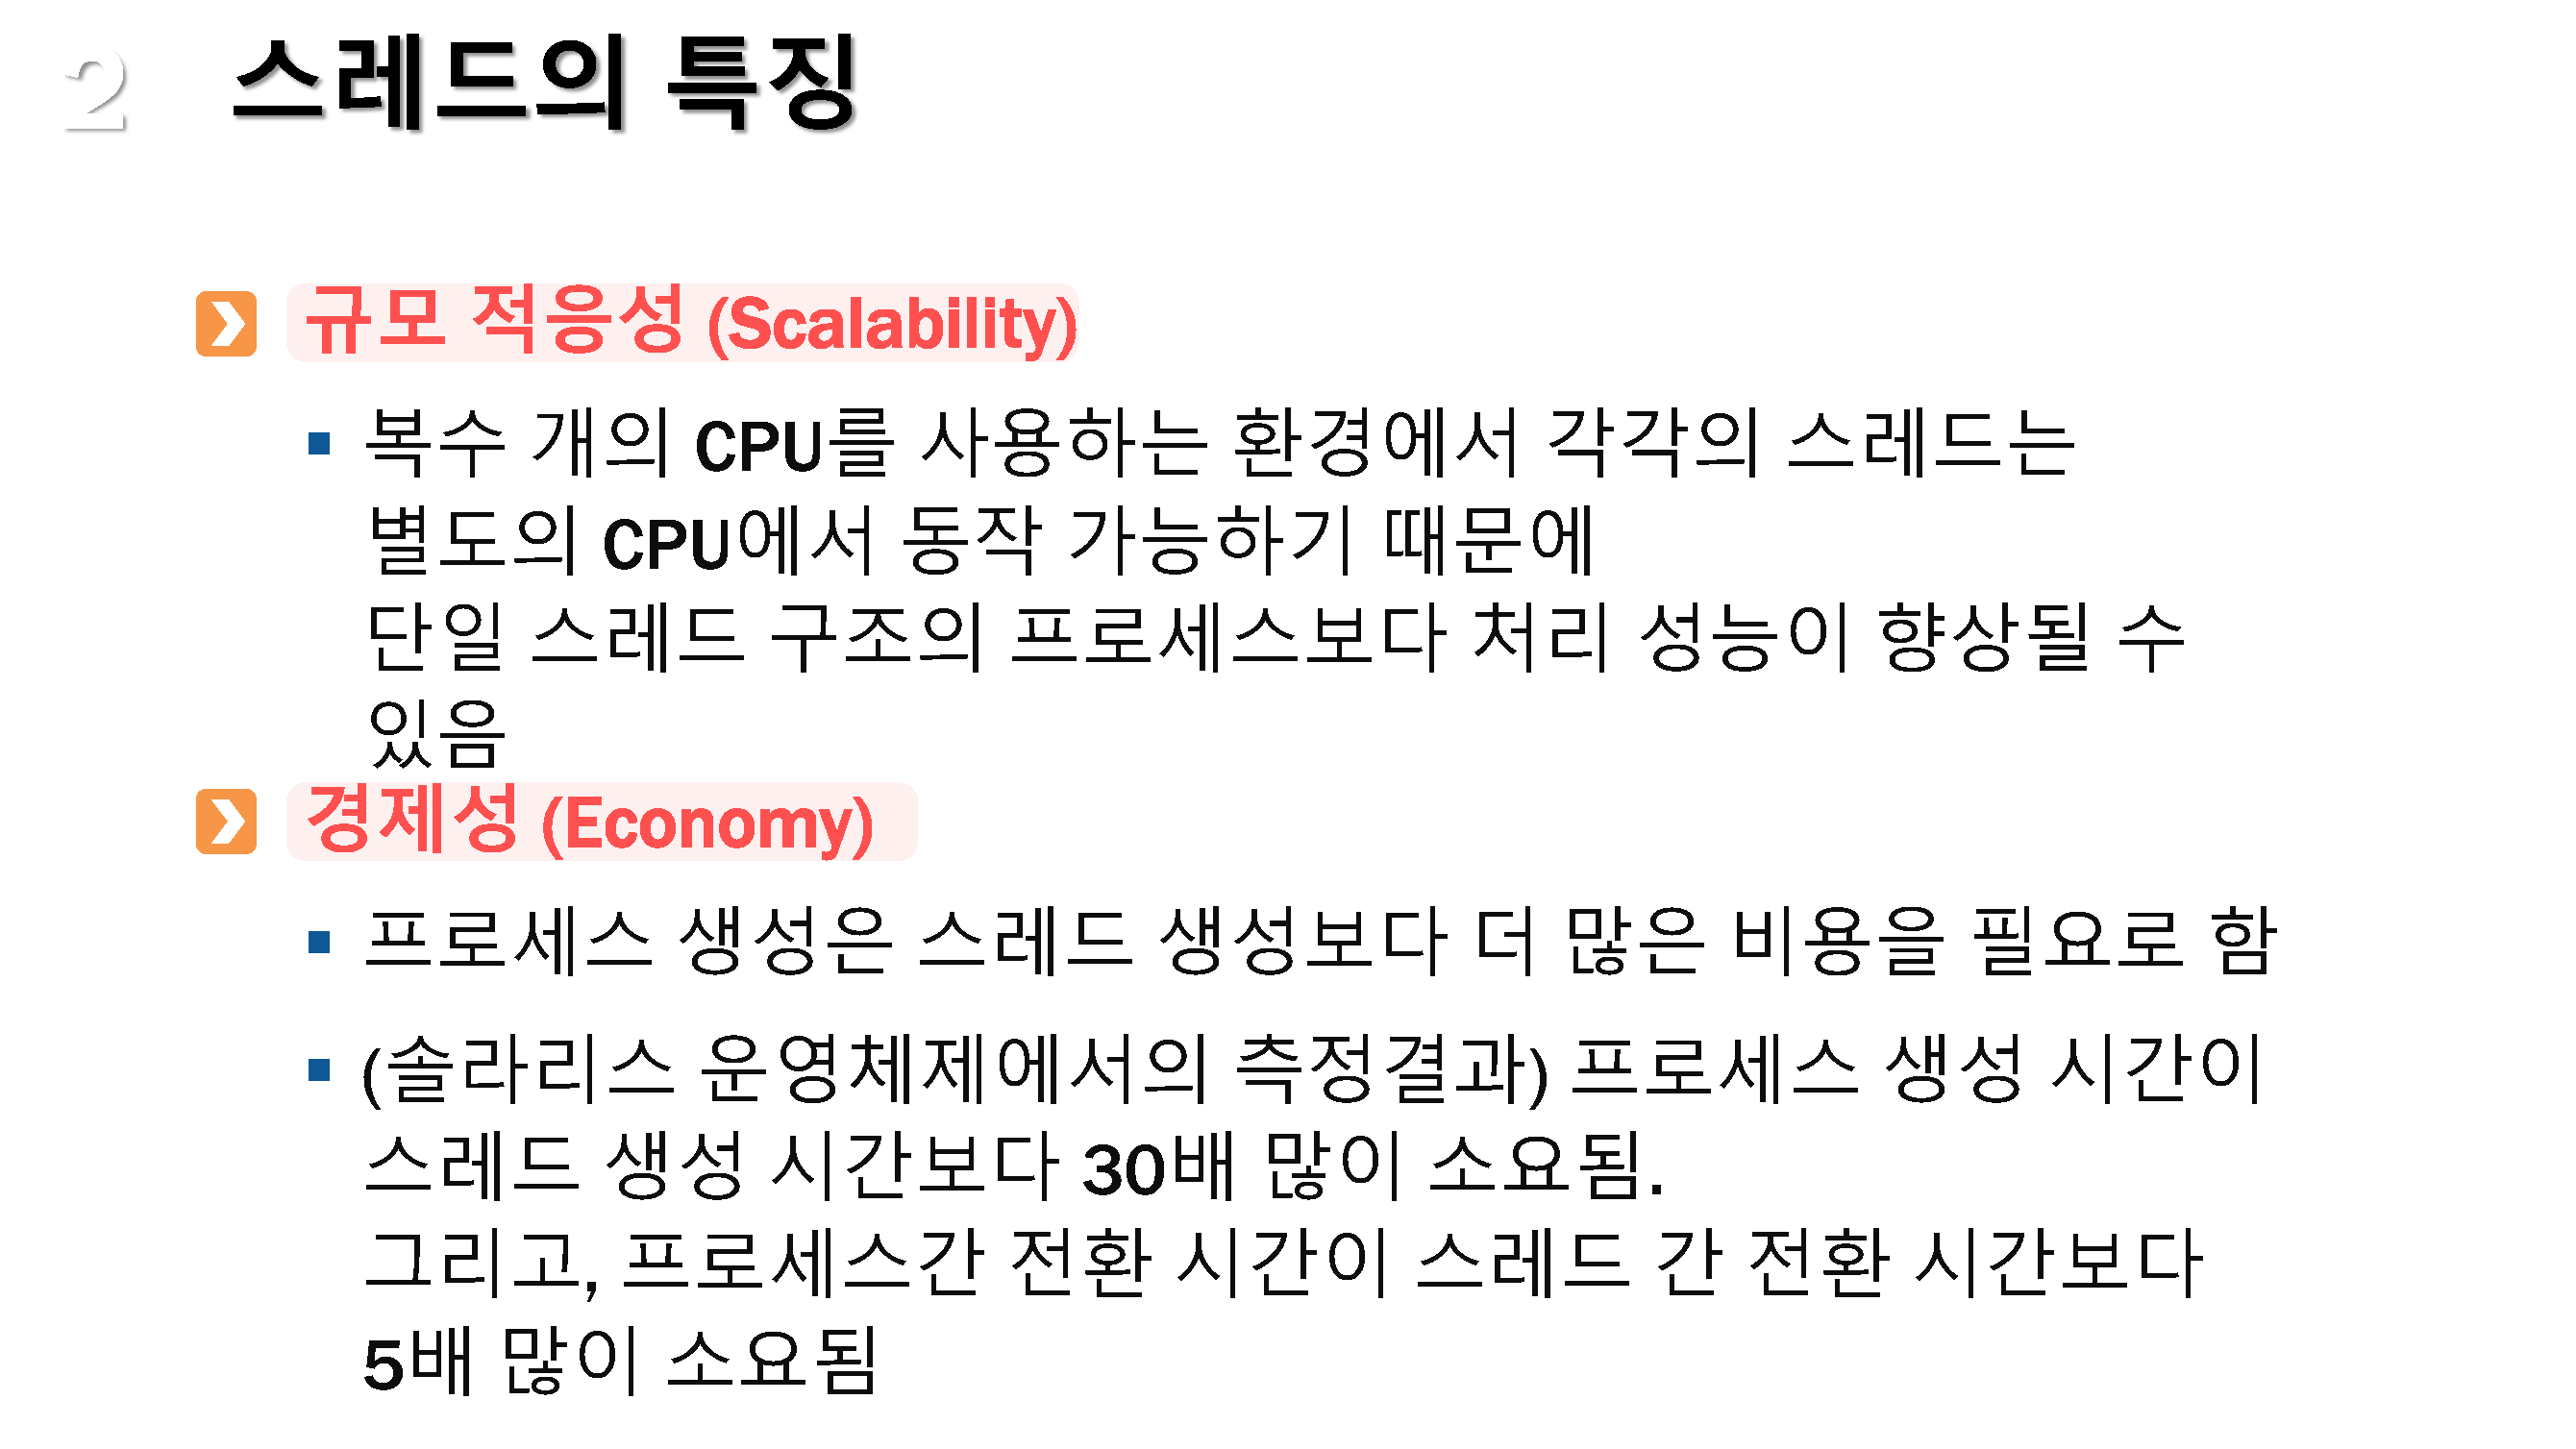 2 스레드의 특징
규모 적응성 (Scalability)
▪ 복수 개의 CPU를 사용하는 환경에서 각각의 스레드는
별도의 CPU에서 동작 가능하기 때문에
단일 스레드 구조의 프로세스보다 처리 성능이 향상될 수
있음
경제성 (Economy)
▪ 프로세스 생성은 스레드 생성보다 더 많은 비용을 필요로 함
▪ (솔라리스 운영체제에서의 측정결과) 프로세스 생성 시간이
스레드 생성 시간보다 30배 많이 소요됨.
그리고, 프로세스간 전환 시간이 스레드 간 전환 시간보다
5배 많이 소요됨